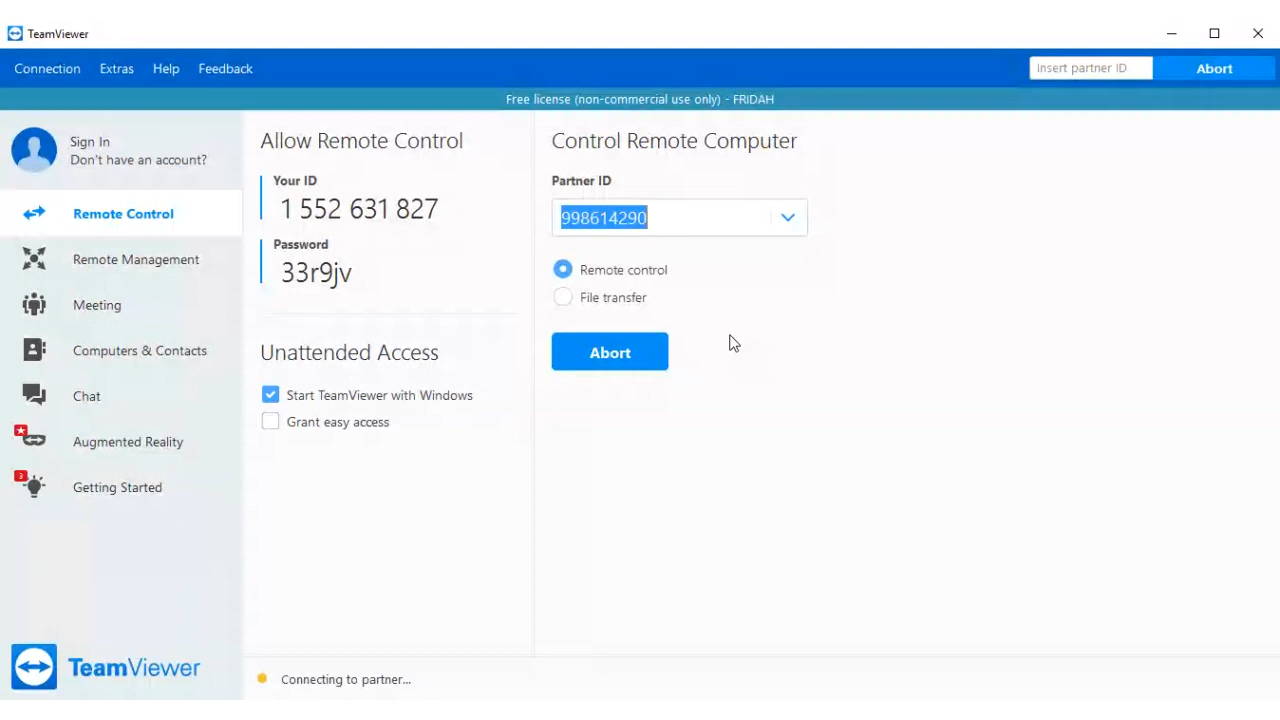 TeamViewer
Connection Extras Help Feedback
Insert partner ID Abort
Free license (non-commercial use only) - FRIDAH
Sign In
Don't have an account?
Remote Control
Remote Management
Meeting
Computers & Contacts
Chat
Augmented Reality
3
Getting Started
TeamViewer
Allow Remote Control
Your ID
1 552 631 827
Password
33r9jv
Unattended Access
Start TeamViewer with Windows
Grant easy access
Control Remote Computer
Partner ID
998614290
Remote control
File transfer
Abort
Connecting to partner...